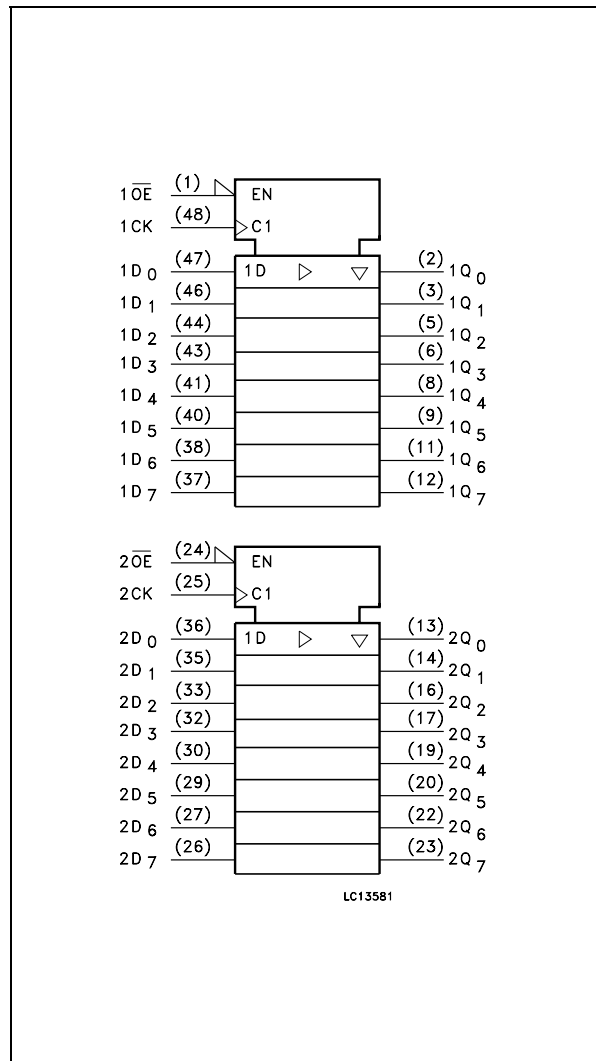 1O̅E̅ (1) EN
1CK (48) C1
1D0 (47) 1D (2) 1Q0
1D1 (46) (3) 1Q1
1D2 (44) (5) 1Q2
1D3 (43) (6) 1Q3
1D4 (41) (8) 1Q4
1D5 (40) (9) 1Q5
1D6 (38) (11) 1Q6
1D7 (37) (12) 1Q7
2O̅E̅ (24) EN
2CK (25) C1
2D0 (36) 1D (13) 2Q0
2D1 (35) (14) 2Q1
2D2 (33) (16) 2Q2
2D3 (32) (17) 2Q3
2D4 (30) (19) 2Q4
2D5 (29) (20) 2Q5
2D6 (27) (22) 2Q6
2D7 (26) (23) 2Q7
LC13581